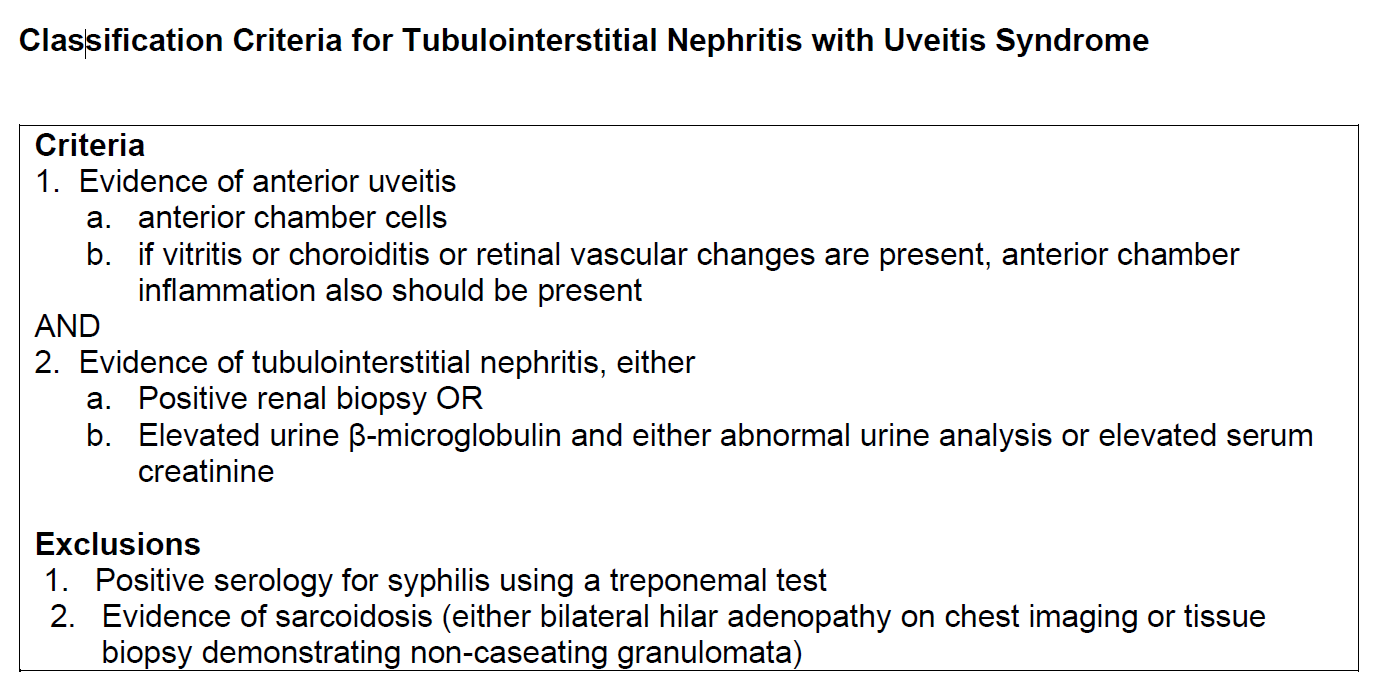 Classification Criteria for Tubulointerstitial Nephritis with Uveitis Syndrome
Criteria
1. Evidence of anterior uveitis
a. anterior chamber cells
b. if vitritis or choroiditis or retinal vascular changes are present, anterior chamber
inflammation also should be present
AND
2. Evidence of tubulointerstitial nephritis, either
a. Positive renal biopsy OR
b. Elevated urine β-microglobulin and either abnormal urine analysis or elevated serum
creatinine
Exclusions
1. Positive serology for syphilis using a treponemal test
2. Evidence of sarcoidosis (either bilateral hilar adenopathy on chest imaging or tissue
biopsy demonstrating non-caseating granulomata)